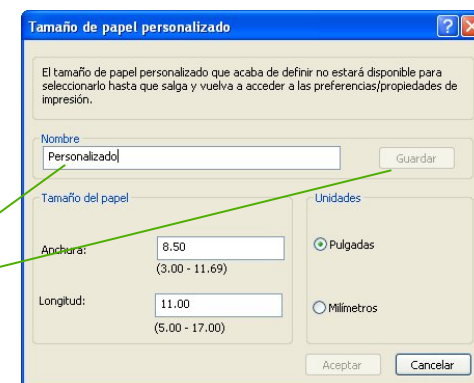 Tamaño de papel personalizado
El tamaño de papel personalizado que acaba de definir no estará disponible para
seleccionarlo hasta que salga y vuelva a acceder a las preferencias/propiedades de
impresión.
Nombre
Personalizado
Guardar
Tamaño del papel
Unidades
Anchura:
8.50
(3.00 - 11.69)
Pulgadas
Longitud:
11.00
(5.00 - 17.00)
Milímetros
Aceptar
Cancelar